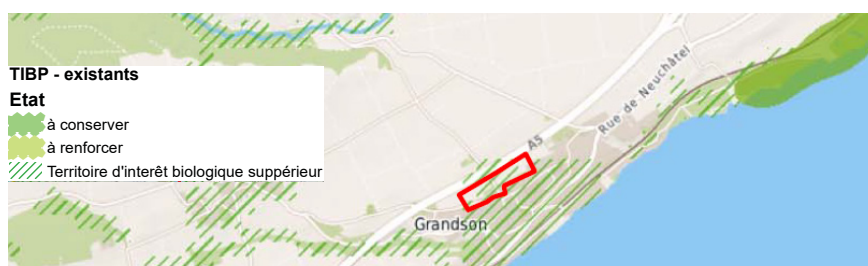 TIBP - existants
Etat
à conserver
à renforcer
Territoire d'interêt biologique suppérieur
A5
Rue de Neuchâtel
Grandson